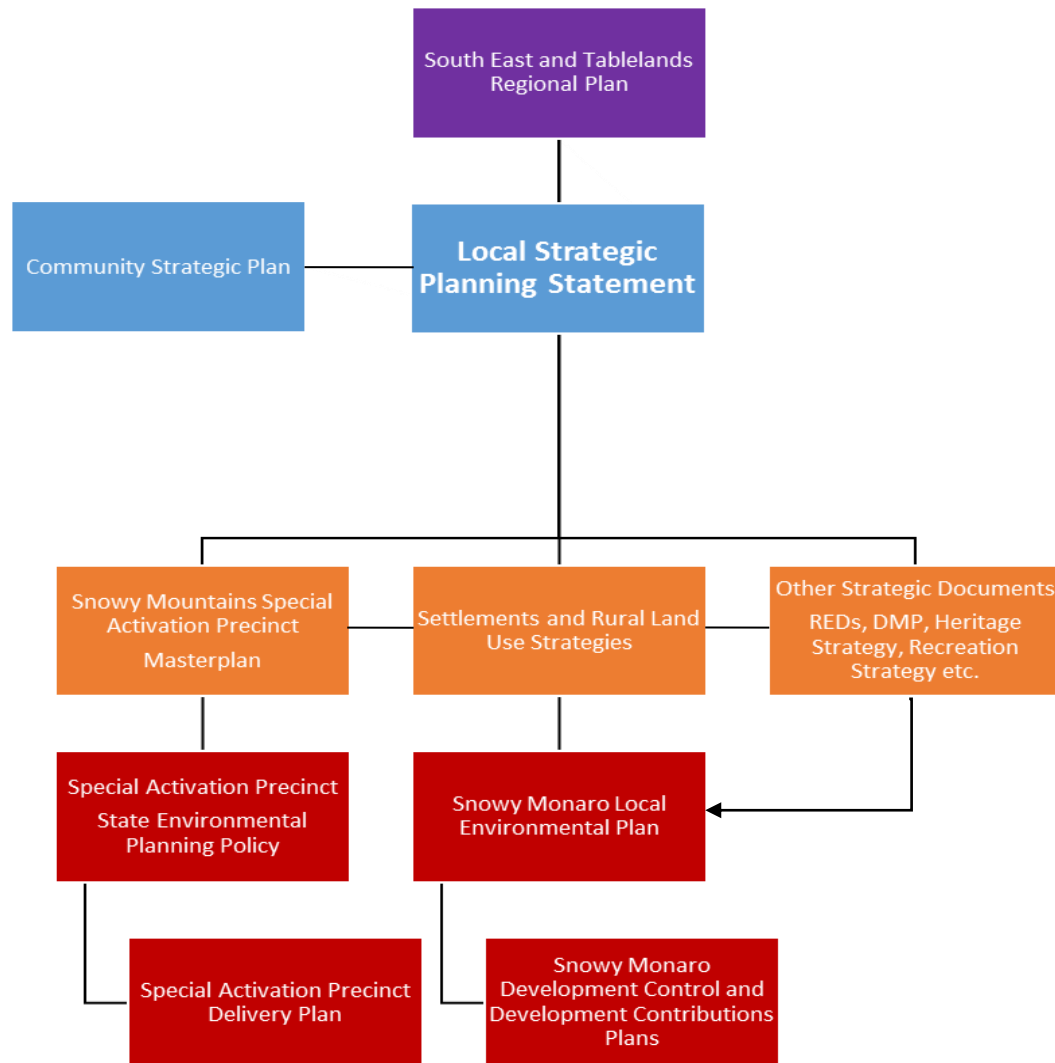 South East and Tablelands
Regional Plan
Community Strategic Plan
Local Strategic
Planning Statement
Snowy Mountains Special
Activation Precinct
Masterplan
Settlements and Rural Land
Use Strategies
Other Strategic Documents
REDs, DMP, Heritage
Strategy, Recreation
Strategy etc.
Special Activation Precinct
State Environmental
Planning Policy
Snowy Monaro Local
Environmental Plan
Special Activation Precinct
Delivery Plan
Snowy Monaro
Development Control and
Development Contributions
Plans